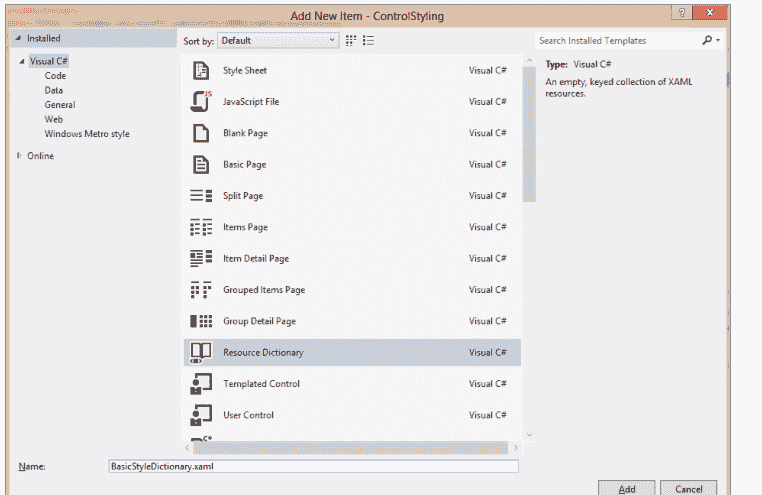 Add New Item - ControlStyling
?
X
Installed
Sort by: Default
Search Installed Templates
Visual C#
Code
Data
General
Web
Windows Metro style
Online
Style Sheet Visual C#
JS
JavaScript File Visual C#
Blank Page Visual C#
Basic Page Visual C#
Split Page Visual C#
Items Page Visual C#
Item Detail Page Visual C#
Grouped Items Page Visual C#
Group Detail Page Visual C#
Resource Dictionary Visual C#
Templated Control Visual C#
User Control Visual C#
Type: Visual C#
An empty, keyed collection of XAML
resources.
Name: BasicStyleDictionary.xaml
Add
Cancel